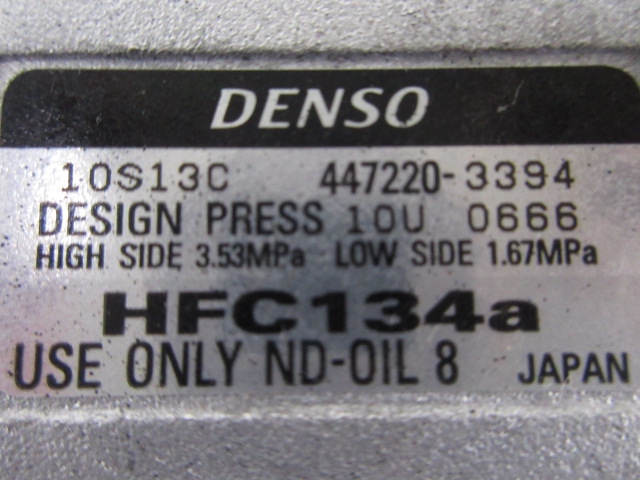 DENSO
10S13C 447220-3394
DESIGN PRESS 10U 0666
HIGH SIDE 3.53MPa LOW SIDE 1.67MPa
HFC134a
USE ONLY ND-OIL 8 JAPAN